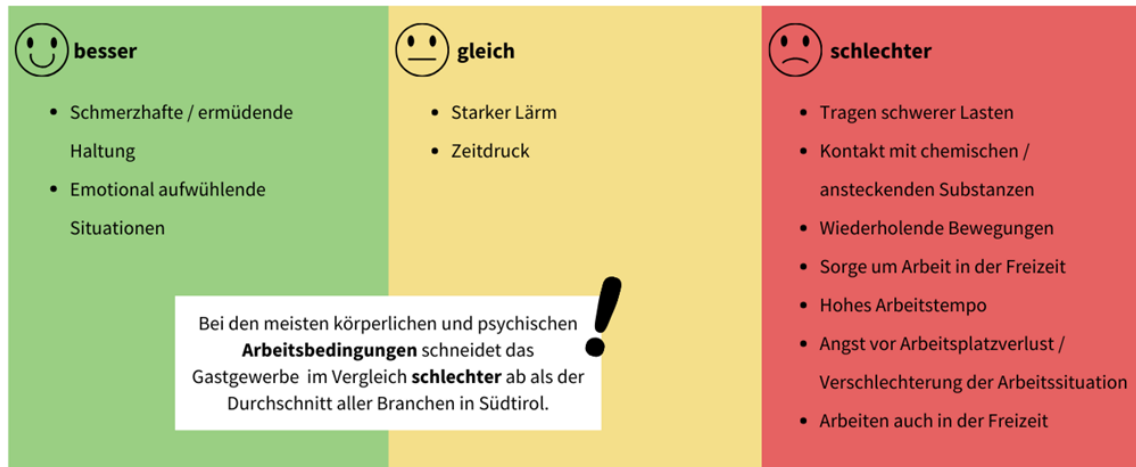 besser
Schmerzhafte / ermüdende
Haltung
Emotional aufwühlende
Situationen
gleich
Starker Lärm
Zeitdruck
schlechter
Tragen schwerer Lasten
Kontakt mit chemischen /
ansteckenden Substanzen
Wiederholende Bewegungen
Sorge um Arbeit in der Freizeit
Hohes Arbeitstempo
Angst vor Arbeitsplatzverlust /
Verschlechterung der Arbeitssituation
Arbeiten auch in der Freizeit
Bei den meisten körperlichen und psychischen
Arbeitsbedingungen schneidet das
Gastgewerbe im Vergleich schlechter ab als der
Durchschnitt aller Branchen in Südtirol.
!